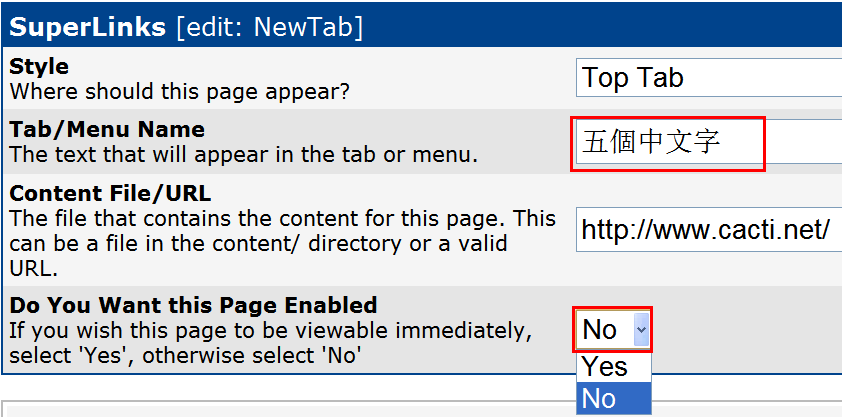 SuperLinks [edit: NewTab]
Style
Where should this page appear?
Top Tab
Tab/Menu Name
The text that will appear in the tab or menu.
五個中文字
Content File/URL
The file that contains the content for this page. This
can be a file in the content/ directory or a valid
URL.
http://www.cacti.net/
Do You Want this Page Enabled
If you wish this page to be viewable immediately,
select 'Yes', otherwise select 'No'
No
Yes
No